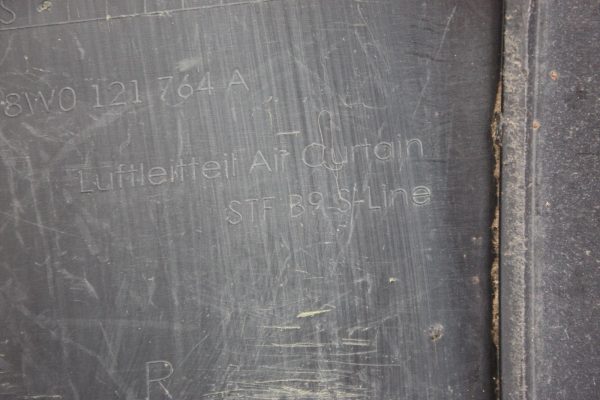 8W0 121 764 A
Luftleitteil Air Curtain
STF B9 S-Line
R